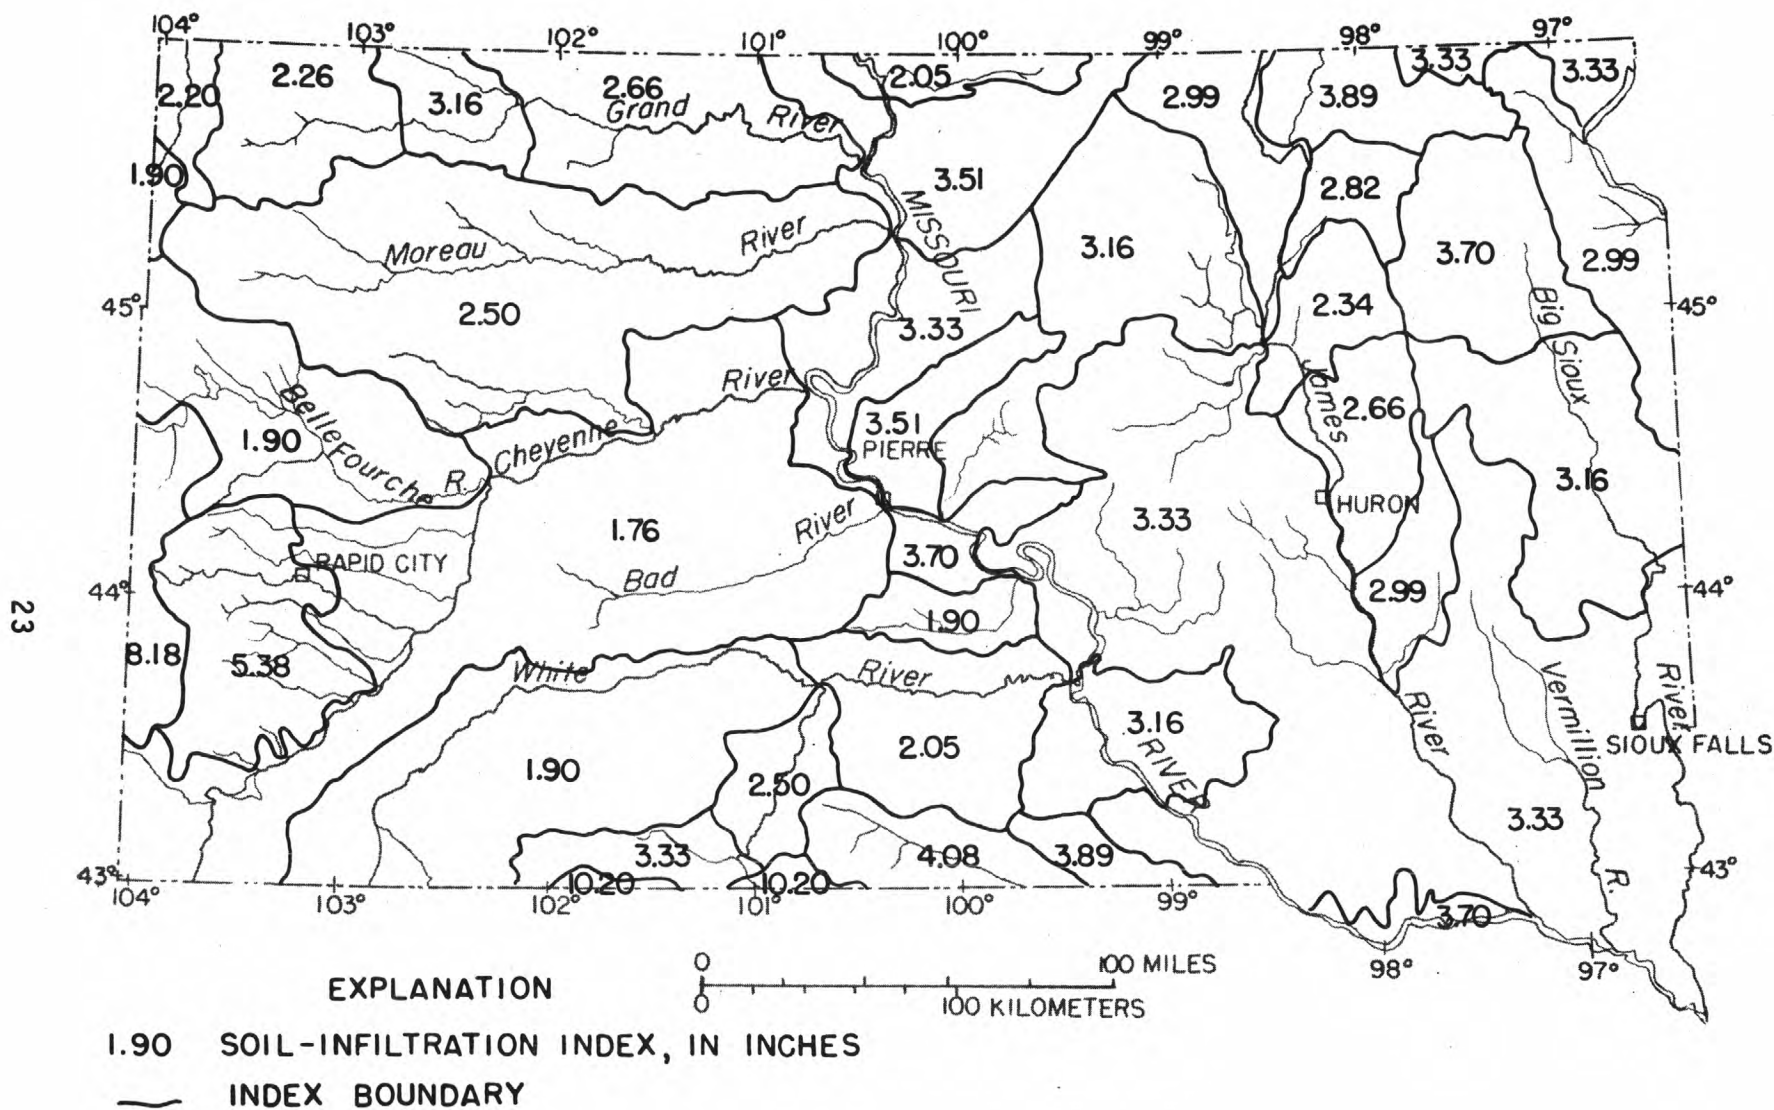 104° 103° 102° 101° 100° 99° 98° 97°
2.20 2.26 3.16 2.66 2.05 2.99 3.89 3.33 3.33
Grand River
1.90 3.51 2.82
MISSOURI
Moreau River 3.16 3.70 2.99
45° 2.50 3.33 2.34 Big Sioux 45°
River James
Belle Fourche R. Cheyenne
1.90 3.51 2.66
PIERRE
3.16
HURON
1.76 River 3.33
RAPID CITY 3.70
Bad
44° 2.99 44°
1.90
8.18 5.38
White River Vermillion River
River
3.16
2.05 RIVER SIOUX FALLS
1.90 2.50
3.33
3.33 4.08 3.89
43° 10.20 10.20 R. 43°
104° 103° 102° 101° 100° 99°
3.70
98° 97°
0 100 MILES
0 100 KILOMETERS
EXPLANATION
1.90 SOIL-INFILTRATION INDEX, IN INCHES
INDEX BOUNDARY
23